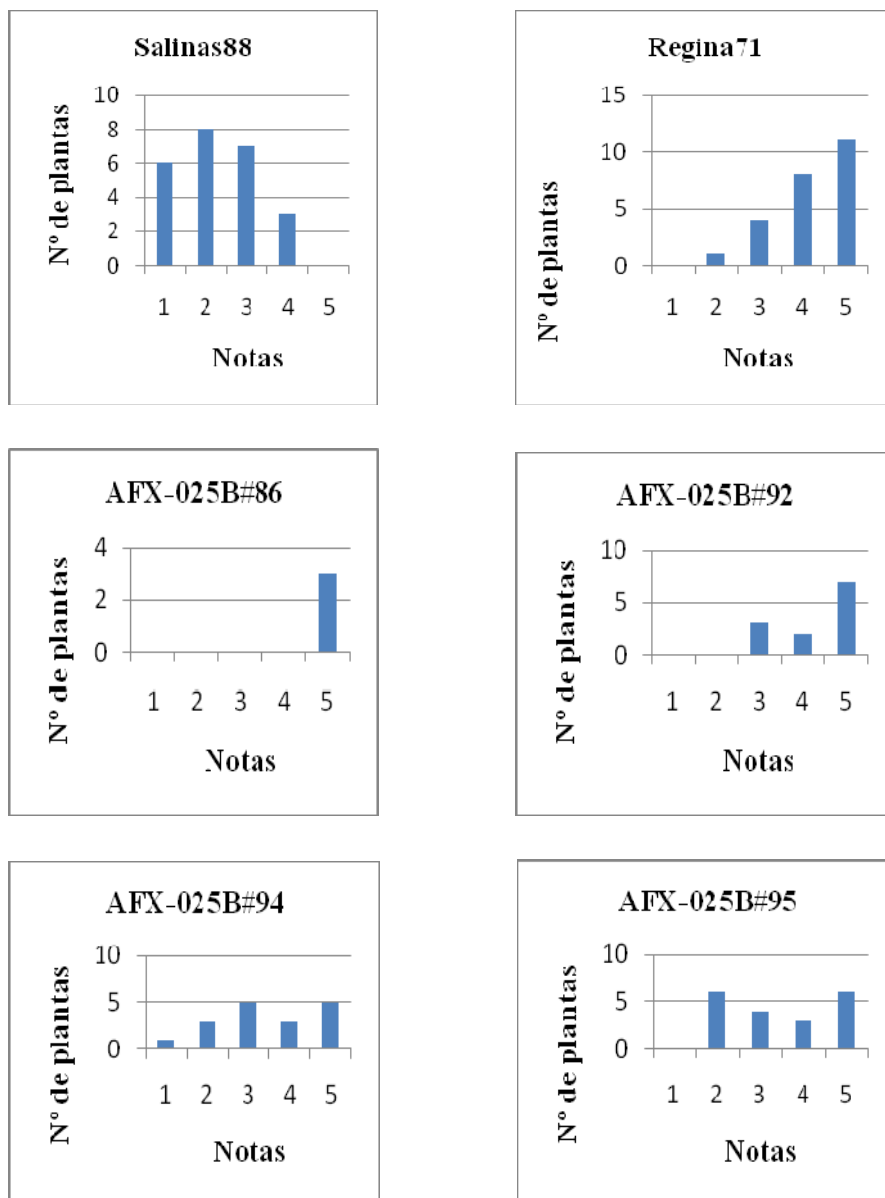 Salinas88
Nº de plantas
10
8
6
4
2
0
1 2 3 4 5
Notas
Regina71
Nº de plantas
15
10
5
0
1 2 3 4 5
Notas
AFX-025B#86
Nº de plantas
4
2
0
1 2 3 4 5
Notas
AFX-025B#92
Nº de plantas
10
5
0
1 2 3 4 5
Notas
AFX-025B#94
Nº de plantas
10
5
0
1 2 3 4 5
Notas
AFX-025B#95
Nº de plantas
10
5
0
1 2 3 4 5
Notas